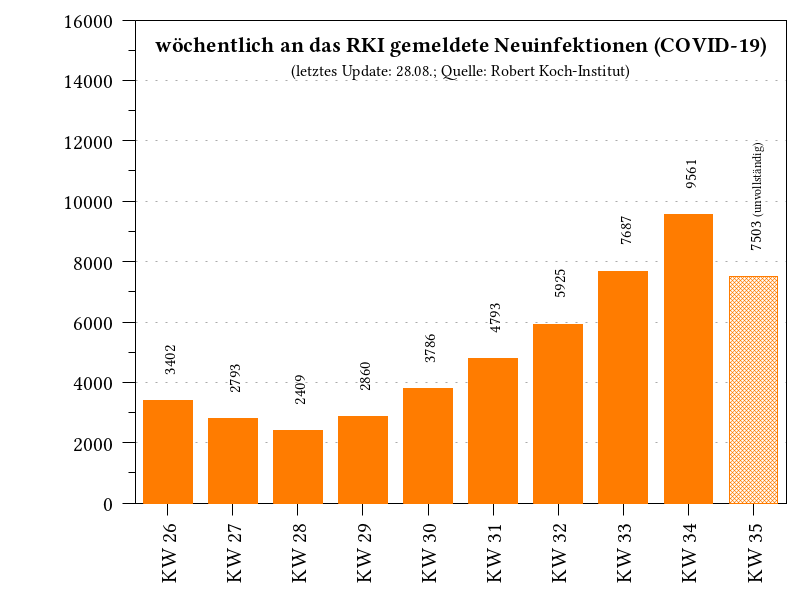 wöchentlich an das RKI gemeldete Neuinfektionen (COVID-19)
(letztes Update: 28.08.; Quelle: Robert Koch-Institut)
16000
14000
12000
10000
8000
6000
4000
2000
0
3402
2793
2409
2860
3786
4793
5925
7687
9561
7503 (unvollständig)
KW 26
KW 27
KW 28
KW 29
KW 30
KW 31
KW 32
KW 33
KW 34
KW 35